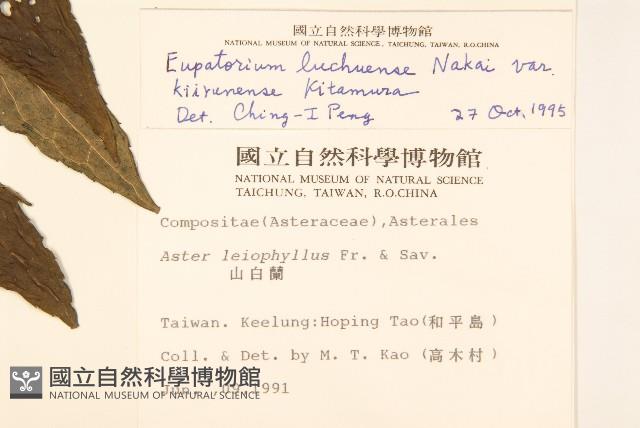 國立自然科學博物館
NATIONAL MUSEUM OF NATURAL SCIENCE, TAICHUNG, TAIWAN, R.O.CHINA
Eupatorium luchuense Nakai var.
kiirunense Kitamura
Det. Ching-I Peng 27 Oct, 1995
國立自然科學博物館
NATIONAL MUSEUM OF NATURAL SCIENCE
TAICHUNG, TAIWAN, R.O.CHINA
Compositae(Asteraceae),Asterales
Aster leiophyllus Fr. & Sav.
山白蘭
Taiwan. Keelung:Hoping Tao(和平島)
Coll. & Det. by M. T. Kao (高木村)
1991
國立自然科學博物館
NATIONAL MUSEUM OF NATURAL SCIENCE